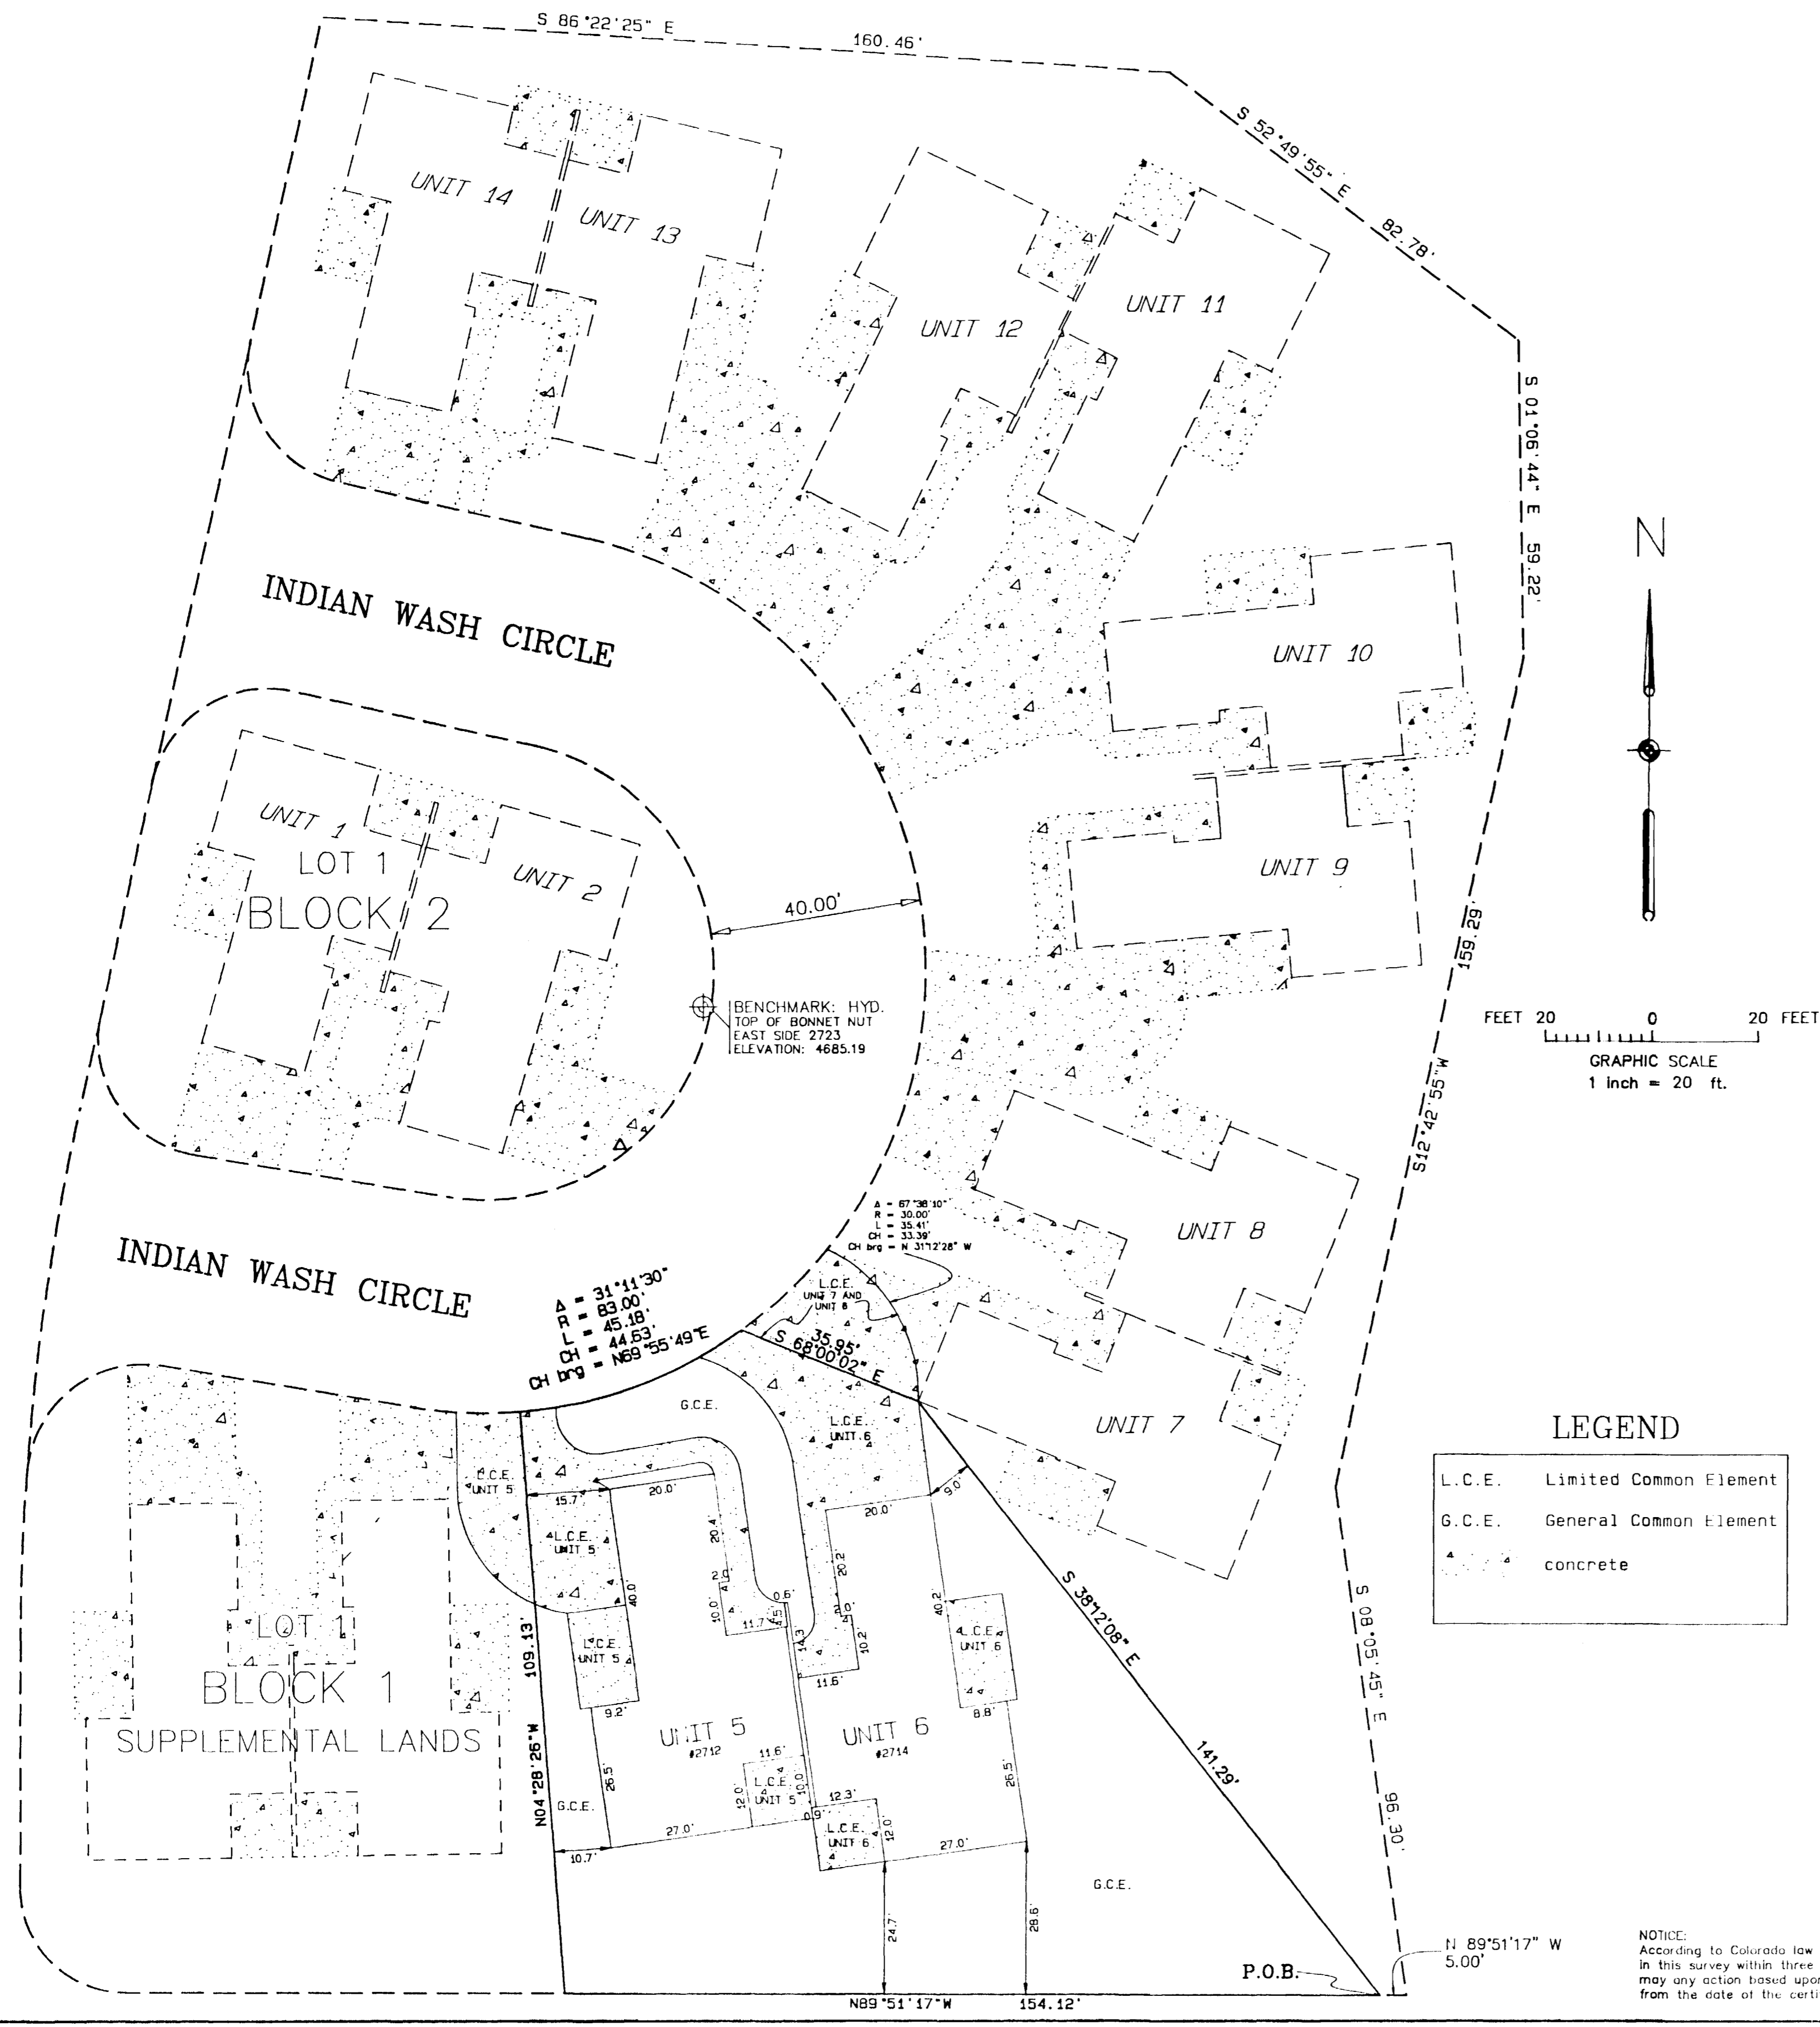 S 86°22'25" E
160.46'
S 52°49'55" E
82.78'
UNIT 14
UNIT 13
UNIT 12
UNIT 11
S 01°06'44" E 59.22'
N
INDIAN WASH CIRCLE
UNIT 10
UNIT 1
LOT 1
UNIT 2
BLOCK 2
40.00'
UNIT 9
159.29'
S12°42'55"W
BENCHMARK: HYD.
TOP OF BONNET NUT
EAST SIDE 2723
ELEVATION: 4685.19
FEET 20 0 20 FEET
GRAPHIC SCALE
1 inch = 20 ft.
Δ = 67°38'10"
R = 30.00'
L = 35.41'
CH = 33.39'
CH brg = N 31°12'28" W
UNIT 8
INDIAN WASH CIRCLE
L.C.E.
UNIT 7 AND
UNIT 8
Δ = 31°11'30"
R = 83.00'
L = 45.18'
CH = 44.63'
CH brg = N69°55'49"E
35.95'
S 68°00'02" E
G.C.E.
L.C.E.
UNIT 6
UNIT 7
LEGEND
L.C.E. Limited Common Element
G.C.E. General Common Element
concrete
L.C.E.
UNIT 5
15.7'
20.0'
20.0'
9.0'
L.C.E.
UNIT 5
20.4'
20.2'
2.0'
2.0'
40.0'
10.0'
0.6'
4.5'
11.7'
14.3'
10.2'
11.6'
40.2'
L.C.E.
UNIT 6
8.8'
S 38°12'08" E
S 08°05'45" E
LOT 1
BLOCK 1
SUPPLEMENTAL LANDS
109.13'
N04°28'26"W
L.C.E.
UNIT 5
9.2'
UNIT 5
#2712
UNIT 6
#2714
11.6'
26.5'
12.0'
L.C.E.
UNIT 5
10.0'
12.3'
0.9'
26.5'
141.29'
96.30'
G.C.E.
27.0'
L.C.E.
UNIT 6
12.0'
27.0'
10.7'
G.C.E.
24.7'
28.6'
P.O.B.
N 89°51'17" W
5.00'
N89°51'17"W 154.12'
NOTICE:
According to Colorado law
in this survey within three
may any action based upon
from the date of the certi